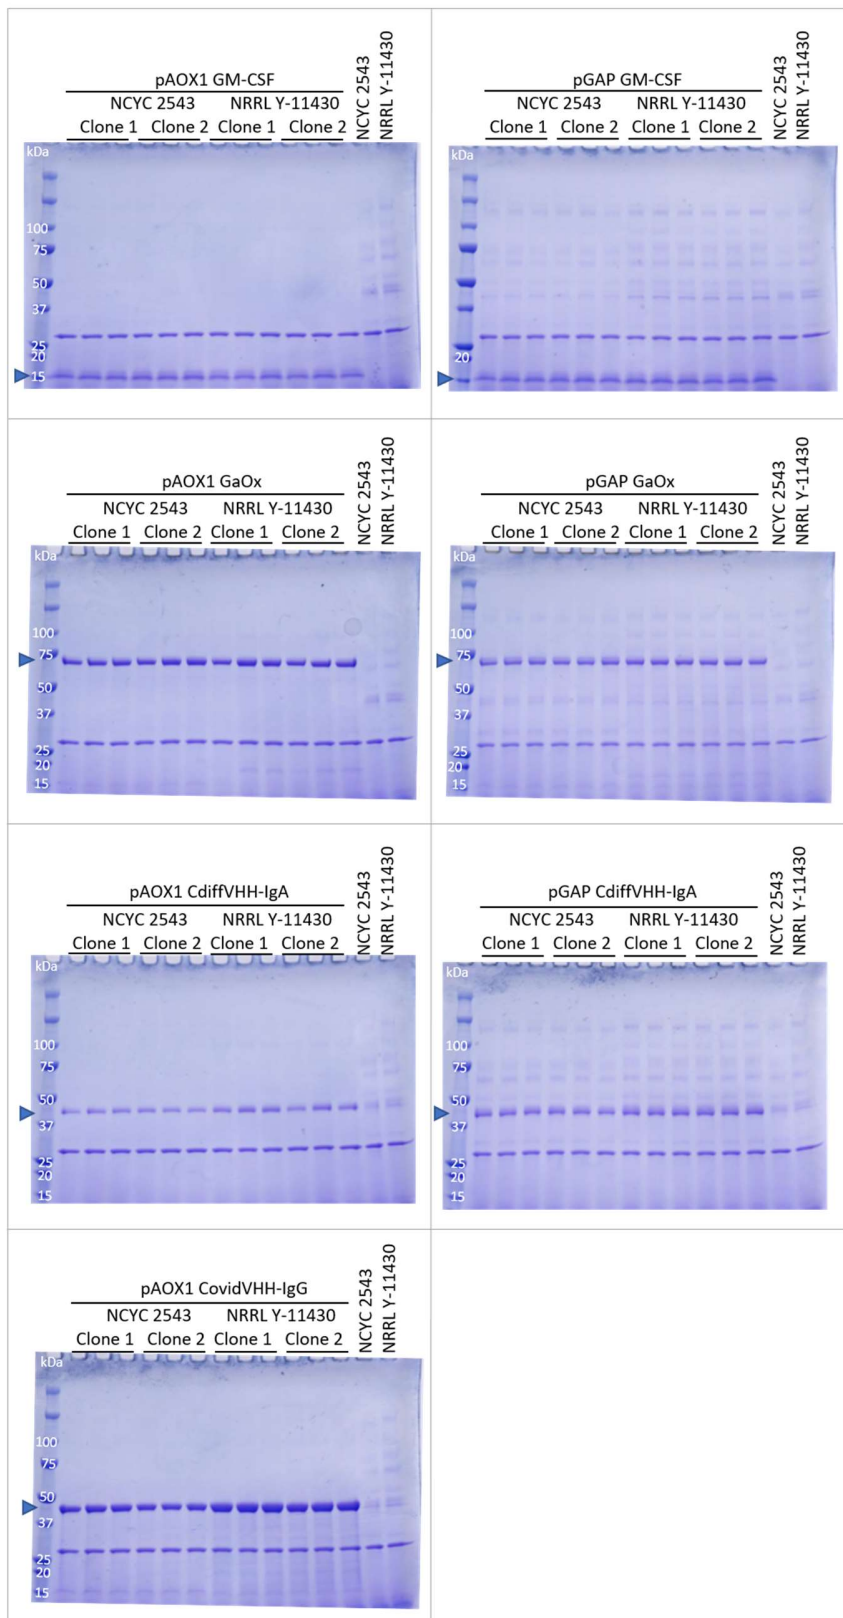 pAOX1 GM-CSF
NCYC 2543 NRRL Y-11430
Clone 1 Clone 2 Clone 1 Clone 2
NCYC 2543
NRRL Y-11430
kDa
100
75
50
37
25
20
15
pGAP GM-CSF
NCYC 2543 NRRL Y-11430
Clone 1 Clone 2 Clone 1 Clone 2
NCYC 2543
NRRL Y-11430
kDa
20
pAOX1 GaOx
NCYC 2543 NRRL Y-11430
Clone 1 Clone 2 Clone 1 Clone 2
NCYC 2543
NRRL Y-11430
kDa
100
75
50
37
25
20
15
pGAP GaOx
NCYC 2543 NRRL Y-11430
Clone 1 Clone 2 Clone 1 Clone 2
NCYC 2543
NRRL Y-11430
kDa
100
75
50
37
25
20
15
pAOX1 CdiffVHH-IgA
NCYC 2543 NRRL Y-11430
Clone 1 Clone 2 Clone 1 Clone 2
NCYC 2543
NRRL Y-11430
kDa
100
75
50
37
25
20
15
pGAP CdiffVHH-IgA
NCYC 2543 NRRL Y-11430
Clone 1 Clone 2 Clone 1 Clone 2
NCYC 2543
NRRL Y-11430
kDa
100
75
50
37
25
20
15
pAOX1 CovidVHH-IgG
NCYC 2543 NRRL Y-11430
Clone 1 Clone 2 Clone 1 Clone 2
NCYC 2543
NRRL Y-11430
kDa
100
75
50
37
25
20
15